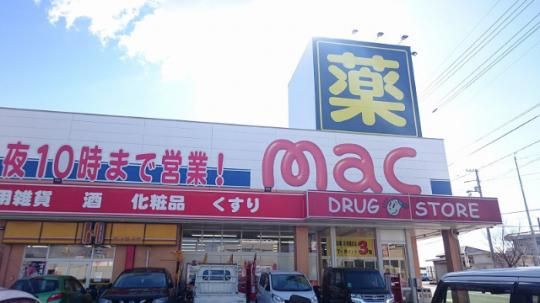 薬
夜10時まで営業！
mac
用雑貨 酒 化粧品 くすり
DRUG STORE